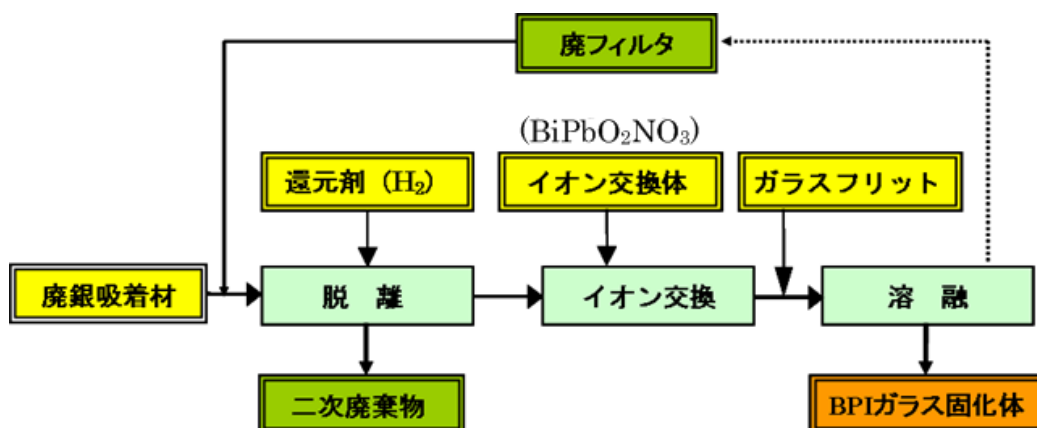 廃フィルタ
(BiPbO₂NO₃)
還元剤（H₂）
イオン交換体
ガラスフリット
廃銀吸着材
脱　離
イオン交換
溶　融
二次廃棄物
BPIガラス固化体